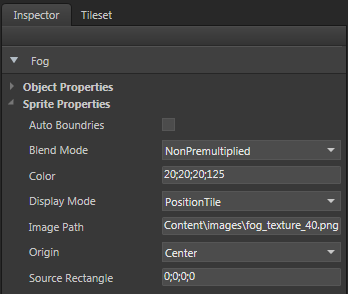 Inspector Tileset
Fog
Object Properties
Sprite Properties
Auto Boundries
Blend Mode NonPremultiplied
Color 20;20;20;125
Display Mode PositionTile
Image Path Content\images\fog_texture_40.png
Origin Center
Source Rectangle 0;0;0;0